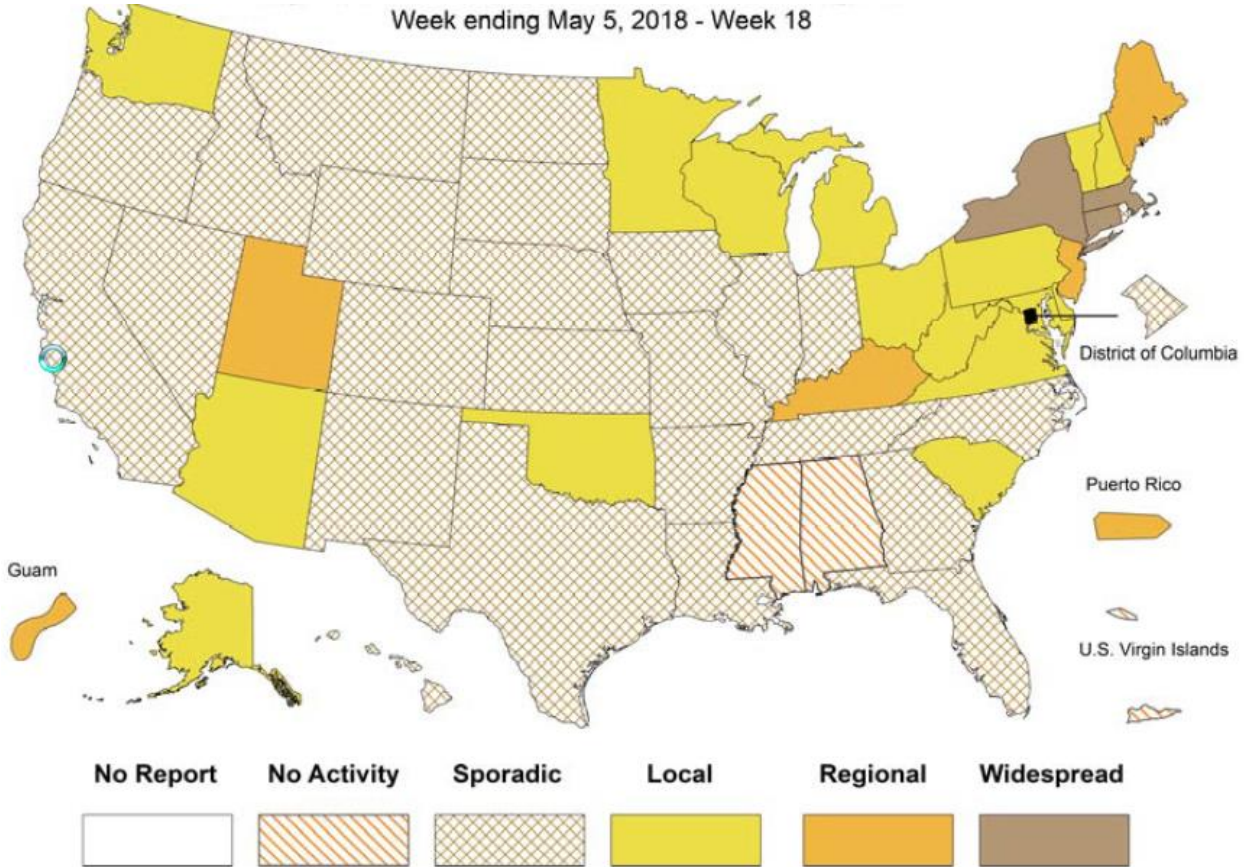 Week ending May 5, 2018 - Week 18
District of Columbia
Puerto Rico
Guam
U.S. Virgin Islands
No Report No Activity Sporadic Local Regional Widespread